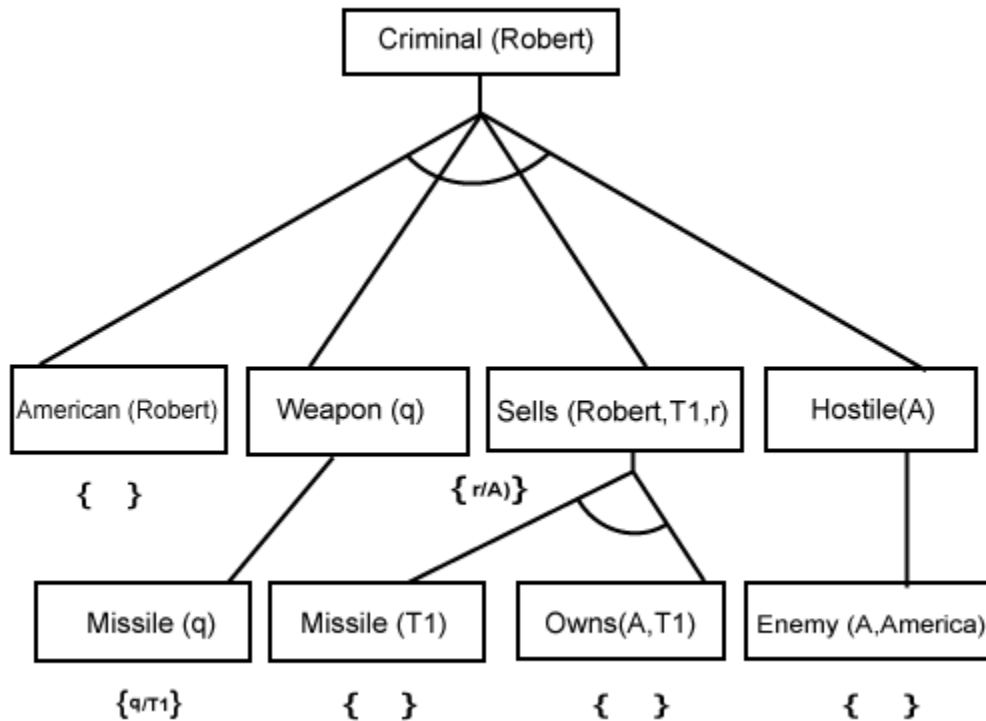 Criminal (Robert)
American (Robert)
Weapon (q)
Sells (Robert,T1,r)
Hostile(A)
{ }
{ r/A)}
Missile (q)
Missile (T1)
Owns(A,T1)
Enemy (A,America)
{q/T1}
{ }
{ }
{ }